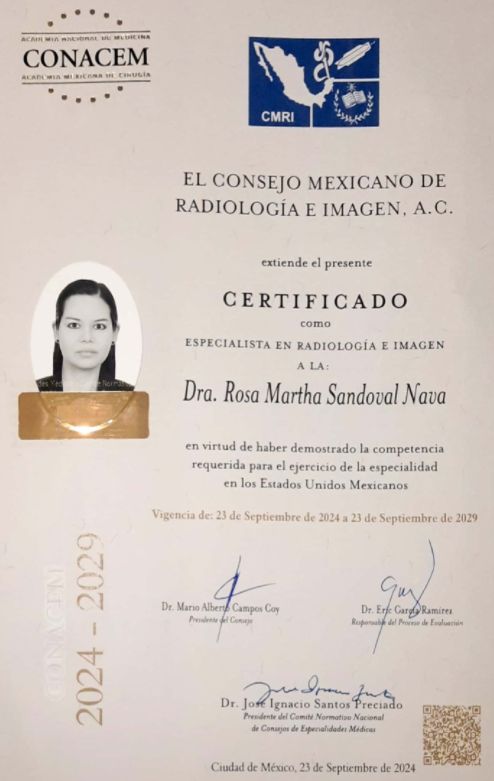 ACADEMIA NACIONAL DE MEDICINA
CONACEM
ACADEMIA MEXICANA DE CIRUGÍA
CMRI
EL CONSEJO MEXICANO DE
RADIOLOGÍA E IMAGEN, A.C.
extiende el presente
CERTIFICADO
como
ESPECIALISTA EN RADIOLOGÍA E IMAGEN
A LA:
Dra. Rosa Martha Sandoval Nava
en virtud de haber demostrado la competencia
requerida para el ejercicio de la especialidad
en los Estados Unidos Mexicanos
Vigencia de: 23 de Septiembre de 2024 a 23 de Septiembre de 2029
CONACEM
2024 - 2029
Dr. Mario Alberto Campos Coy
Presidente del Consejo
Dr. Eric García Ramírez
Responsable del Proceso de Evaluación
Dr. José Ignacio Santos Preciado
Presidente del Comité Normativo Nacional
de Consejos de Especialidades Médicas
Ciudad de México, 23 de Septiembre de 2024